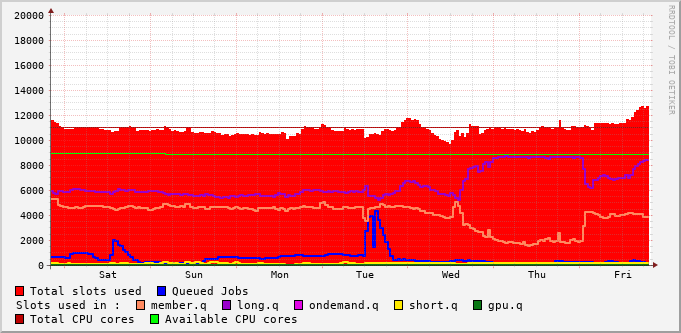 20000
18000
16000
14000
12000
10000
8000
6000
4000
2000
0
Sat Sun Mon Tue Wed Thu Fri
RRDTOOL / TOBI OETIKER
Total slots used Queued Jobs
Slots used in : member.q long.q ondemand.q short.q gpu.q
Total CPU cores Available CPU cores